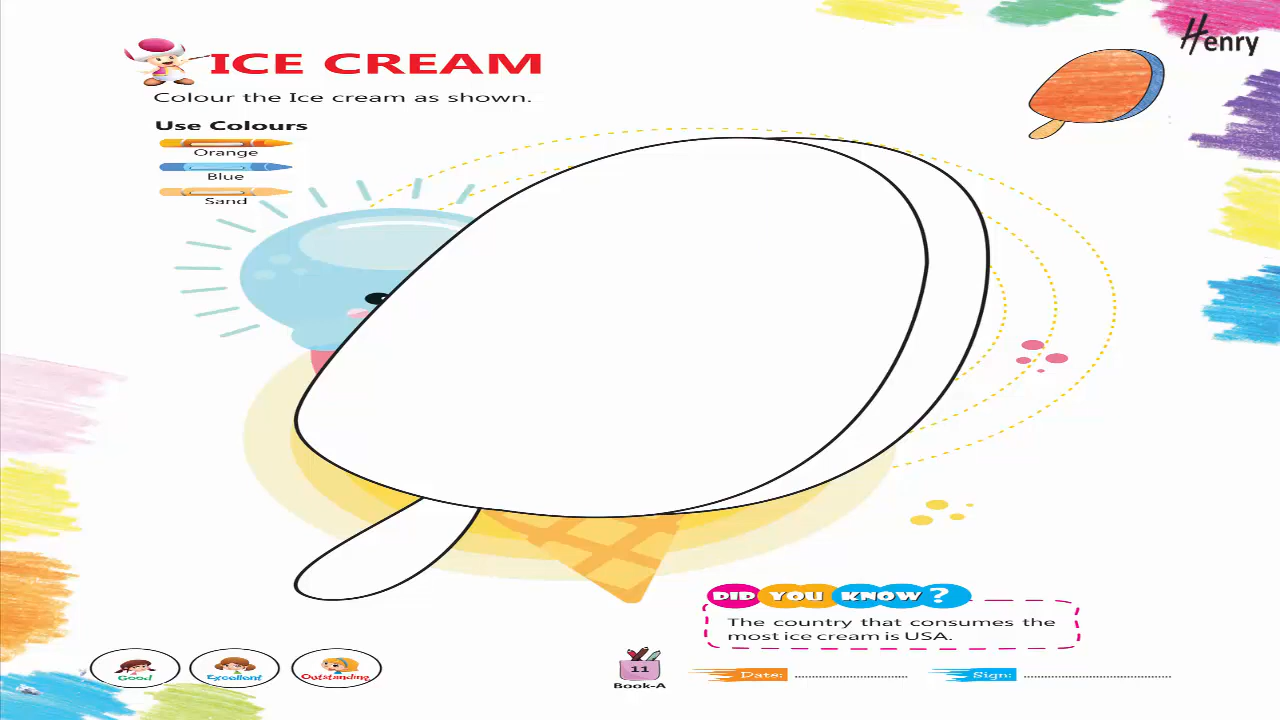 Henry
ICE CREAM
Colour the Ice cream as shown.
Use Colours
Orange
Blue
Sand
DID YOU KNOW ?
The country that consumes the
most ice cream is USA.
Good
Excellent
Outstanding
11
Book-A
Date:
Sign: